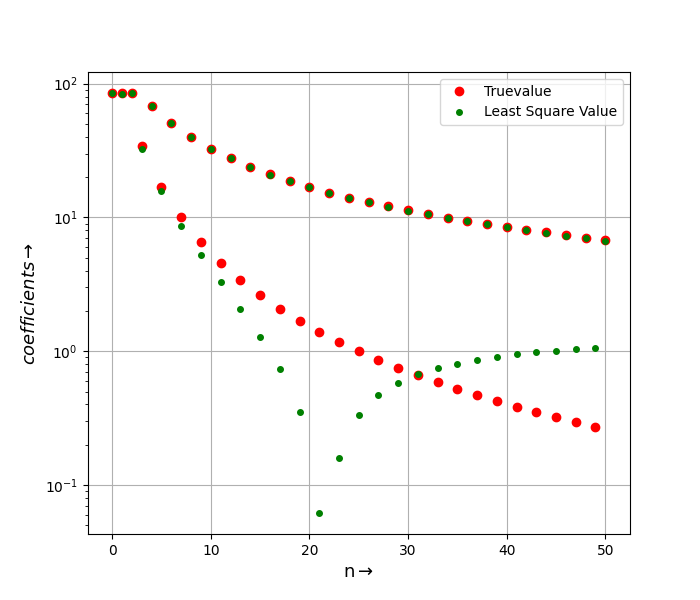 Truevalue
Least Square Value
10²
10¹
10⁰
10⁻¹
coefficients→
0 10 20 30 40 50
n→